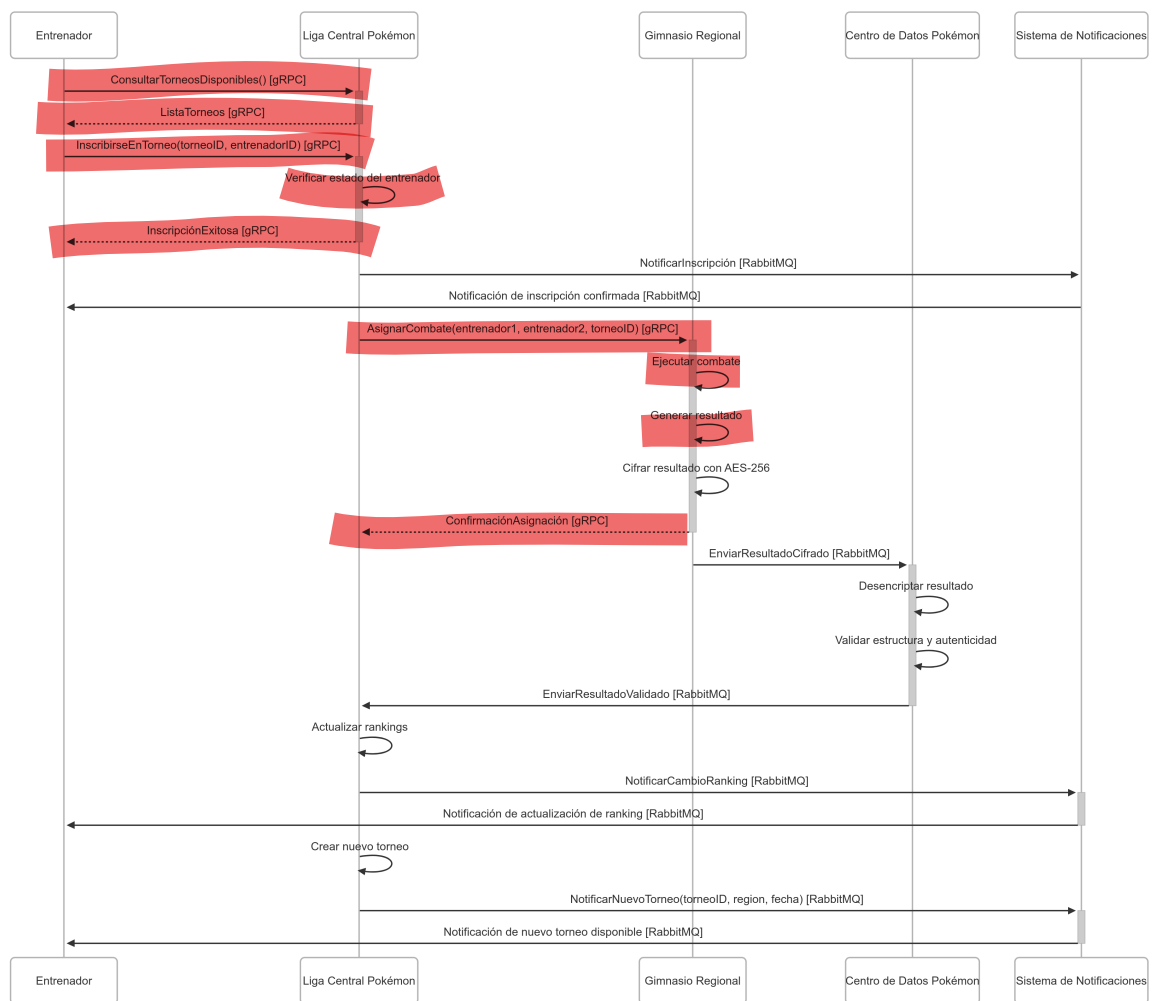 Entrenador
Liga Central Pokémon
Gimnasio Regional
Centro de Datos Pokémon
Sistema de Notificaciones
ConsultarTorneosDisponibles() [gRPC]
ListaTorneos [gRPC]
InscribirseEnTorneo(torneoID, entrenadorID) [gRPC]
Verificar estado del entrenador
InscripciónExitosa [gRPC]
NotificarInscripción [RabbitMQ]
Notificación de inscripción confirmada [RabbitMQ]
AsignarCombate(entrenador1, entrenador2, torneoID) [gRPC]
Ejecutar combate
Generar resultado
Cifrar resultado con AES-256
ConfirmaciónAsignación [gRPC]
EnviarResultadoCifrado [RabbitMQ]
Desencriptar resultado
Validar estructura y autenticidad
EnviarResultadoValidado [RabbitMQ]
Actualizar rankings
NotificarCambioRanking [RabbitMQ]
Notificación de actualización de ranking [RabbitMQ]
Crear nuevo torneo
NotificarNuevoTorneo(torneoID, region, fecha) [RabbitMQ]
Notificación de nuevo torneo disponible [RabbitMQ]
Entrenador
Liga Central Pokémon
Gimnasio Regional
Centro de Datos Pokémon
Sistema de Notificaciones